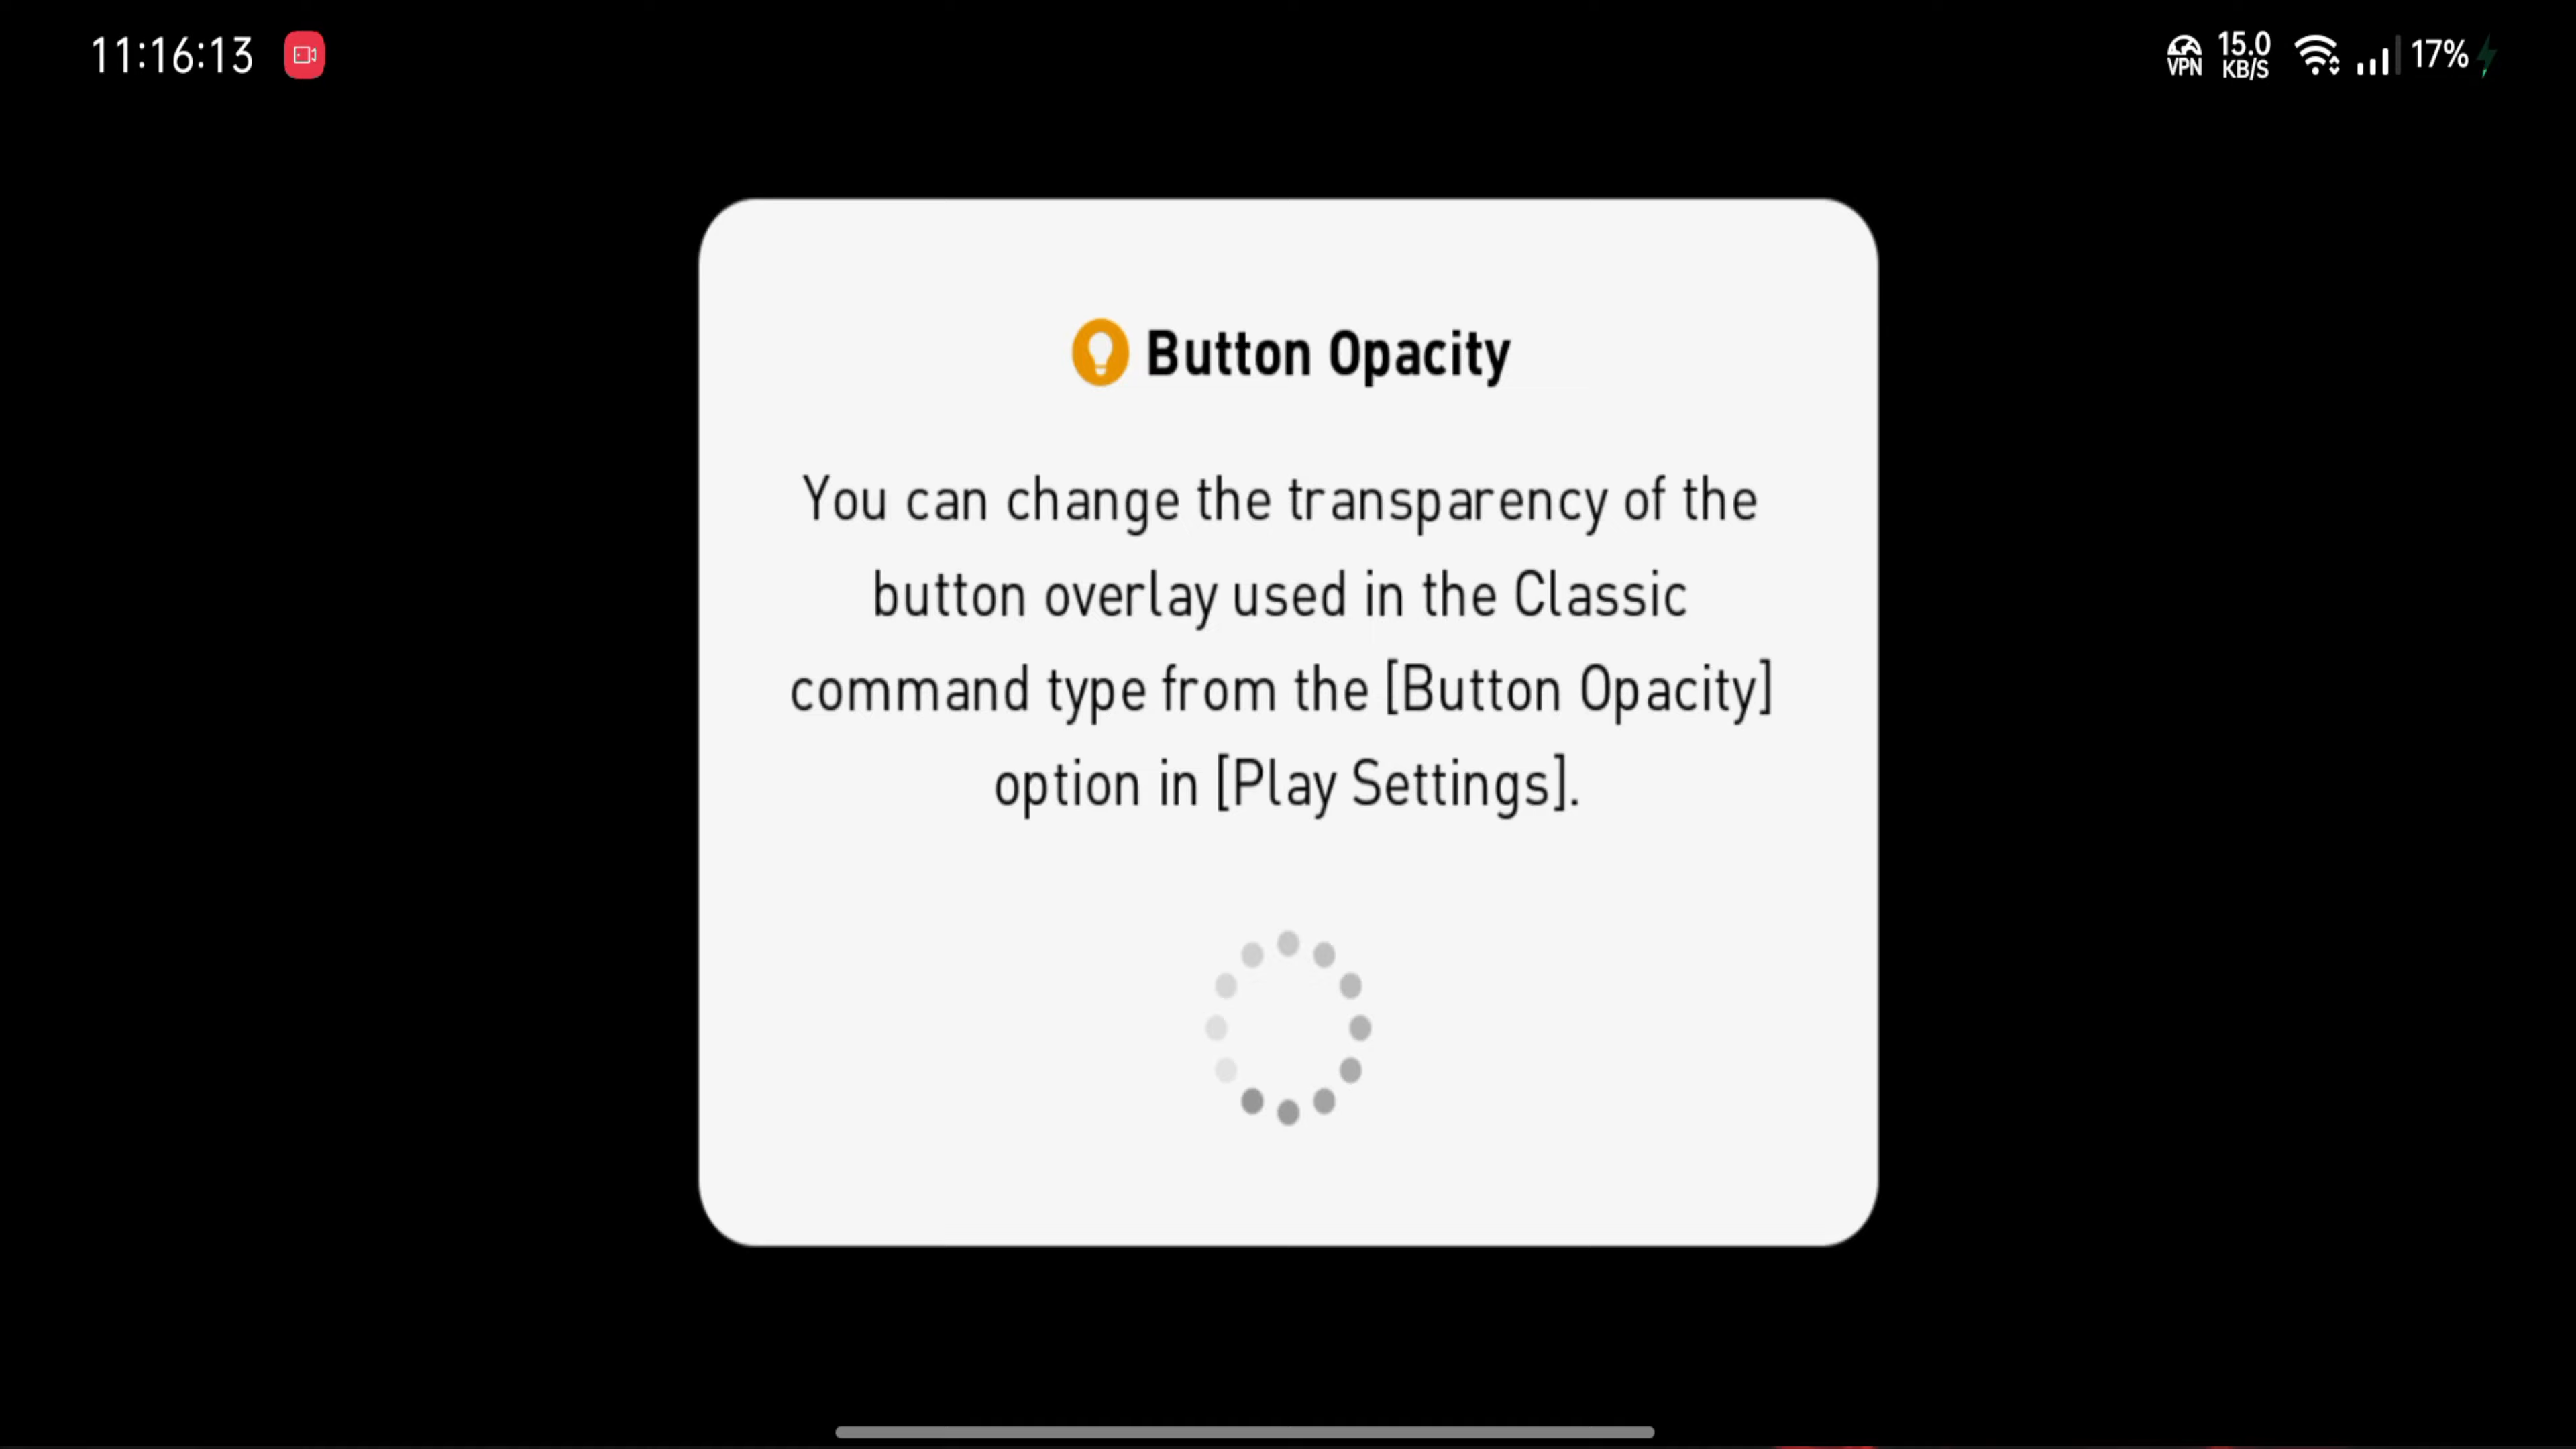 11:16:13
VPN 15.0 KB/S 17%
Button Opacity
You can change the transparency of the
button overlay used in the Classic
command type from the [Button Opacity]
option in [Play Settings].